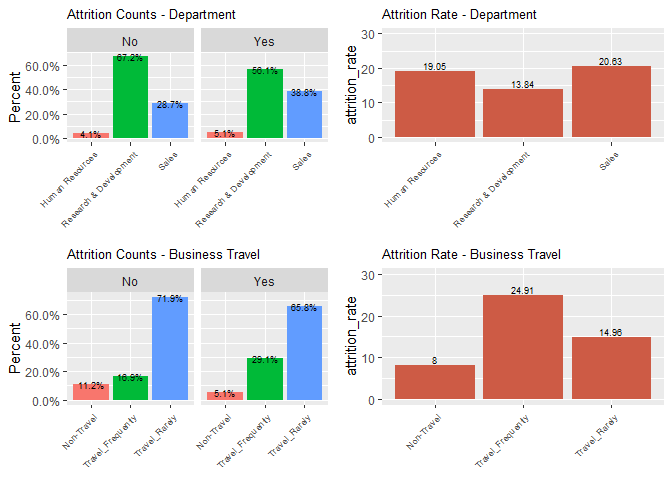 Attrition Counts - Department
No
Yes
Percent
60.0%
40.0%
20.0%
0.0%
4.1%
67.2%
28.7%
5.1%
56.1%
38.8%
Human Resources
Research & Development
Sales
Human Resources
Research & Development
Sales
Attrition Rate - Department
attrition_rate
30
20
10
0
19.05
13.84
20.63
Human Resources
Research & Development
Sales
Attrition Counts - Business Travel
No
Yes
Percent
60.0%
40.0%
20.0%
0.0%
11.2%
16.9%
71.9%
5.1%
29.1%
65.8%
Non-Travel
Travel_Frequently
Travel_Rarely
Non-Travel
Travel_Frequently
Travel_Rarely
Attrition Rate - Business Travel
attrition_rate
30
20
10
0
8
24.91
14.96
Non-Travel
Travel_Frequently
Travel_Rarely